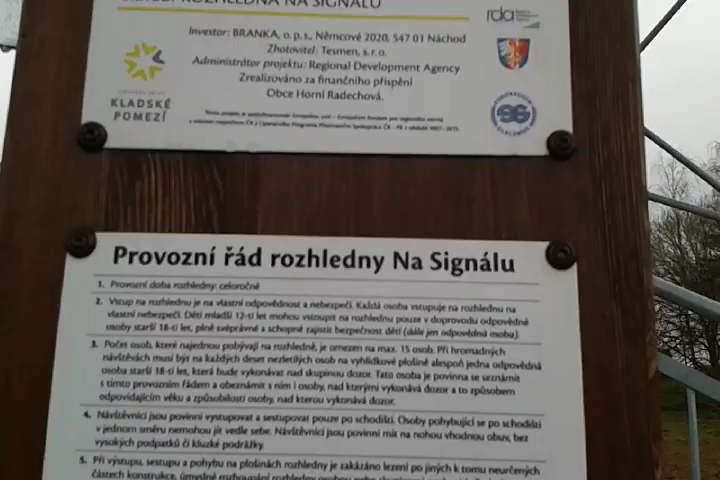 ROZHLEDNA NA SIGNÁLU
Investor: BRANKA, o. p. s., Němcové 2020, 547 01 Náchod
Zhotovitel: Tesmen, s. r. o.
Administrátor projektu: Regional Development Agency
Zrealizováno za finančního přispění
Obce Horní Radechová.
rda
KLADSKÉ
POMEZÍ
EUROREGION
GLACENSIS
Provozní řád rozhledny Na Signálu
1. Provozní doba rozhledny: celoročně
2. Vstup na rozhlednu je na vlastní odpovědnost a nebezpečí. Každá osoba vstupuje na rozhlednu na
vlastní nebezpečí. Děti mladší 12-ti let mohou vstoupit na rozhlednu pouze v doprovodu odpovědné
osoby starší 18-ti let, plně svéprávné a schopné zajistit bezpečnost dětí (dále jen odpovědná osoba).
3. Počet osob, které najednou pobývají na rozhledně, je omezen na max. 15 osob. Při hromadných
návštěvách musí být na každých deset nezletilých osob na vyhlídkové plošině alespoň jedna odpovědná
osoba starší 18-ti let, která bude vykonávat nad skupinou dozor. Tato osoba je povinna se seznámit
s tímto provozním řádem a obeznámit s ním i osoby, nad kterými vykonává dozor a to způsobem
odpovídajícím věku a způsobilosti osoby, nad kterou vykonává dozor.
4. Návštěvníci jsou povinni vystupovat a sestupovat pouze po schodišti. Osoby pohybující se po schodišti
v jednom směru nemohou jít vedle sebe. Návštěvníci jsou povinni mít na nohou vhodnou obuv, bez
vysokých podpatků či kluzké podrážky.
5. Při výstupu, sestupu a pohybu na plošinách rozhledny je zakázáno lezení po jiných k tomu neurčených
částech konstrukce, úmyslné rozhoupání rozhledny